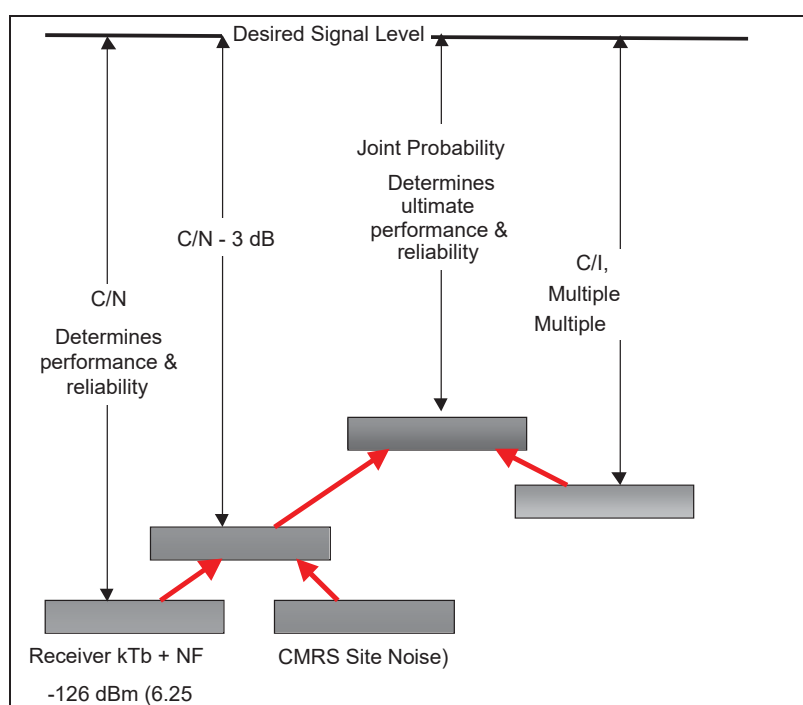 Desired Signal Level
Joint Probability
Determines
ultimate
performance &
reliability
C/N - 3 dB
C/I,
Multiple
Multiple
C/N
Determines
performance &
reliability
Receiver kTb + NF
-126 dBm (6.25
CMRS Site Noise)